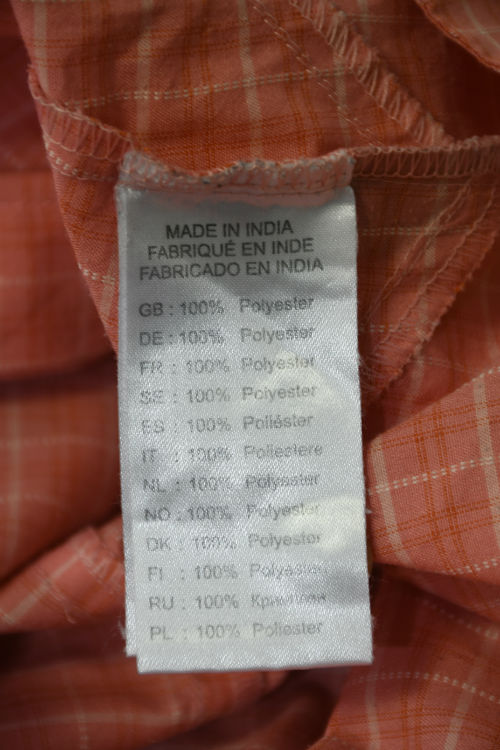 MADE IN INDIA
FABRIQUÉ EN INDE
FABRICADO EN INDIA
GB : 100% Polyester
DE : 100% Polyester
FR : 100% Polyester
SE : 100% Polyester
ES : 100% Poliéster
IT : 100% Poliestere
NL : 100% Polyester
NO : 100% Polyester
DK : 100% Polyester
FI : 100% Polyesteri
RU : 100%
PL : 100% Poliester